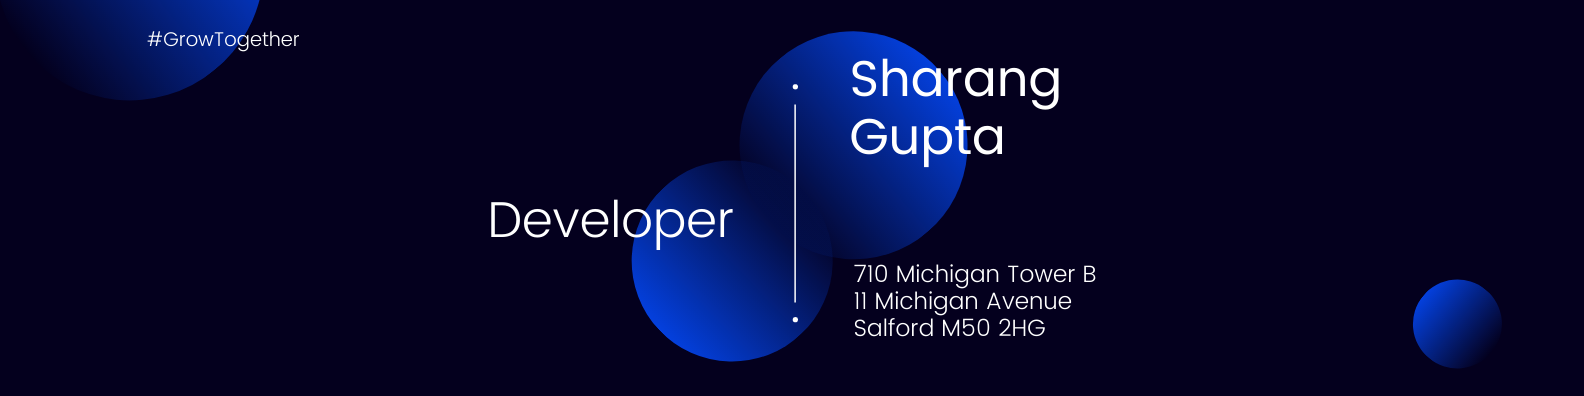 #GrowTogether
Sharang
Gupta
Developer
710 Michigan Tower B
11 Michigan Avenue
Salford M50 2HG